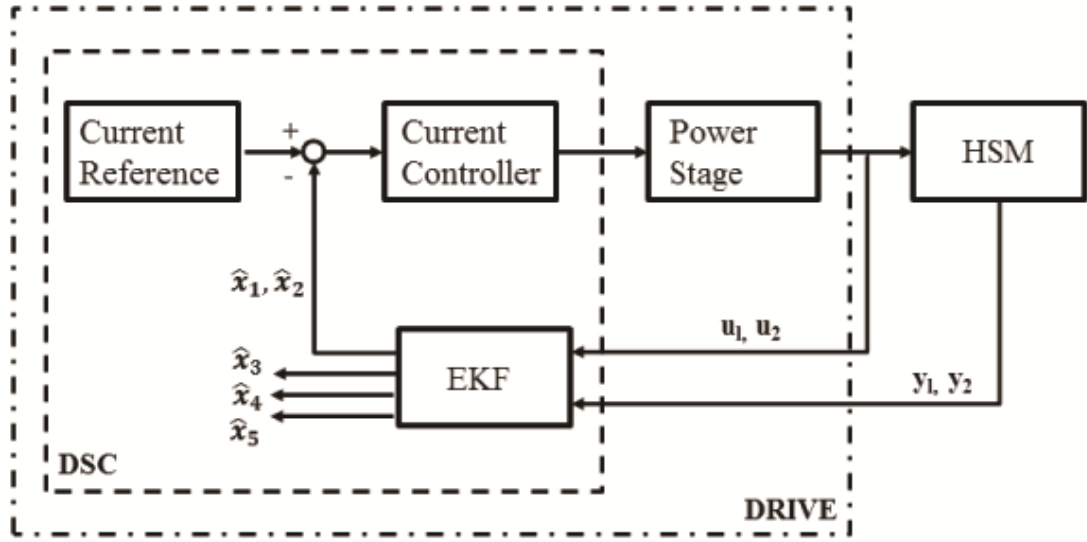 Current
Reference
+
-
Current
Controller
Power
Stage
HSM
x̂₁, x̂₂
u₁, u₂
EKF
x̂₃
x̂₄
x̂₅
y₁, y₂
DSC
DRIVE